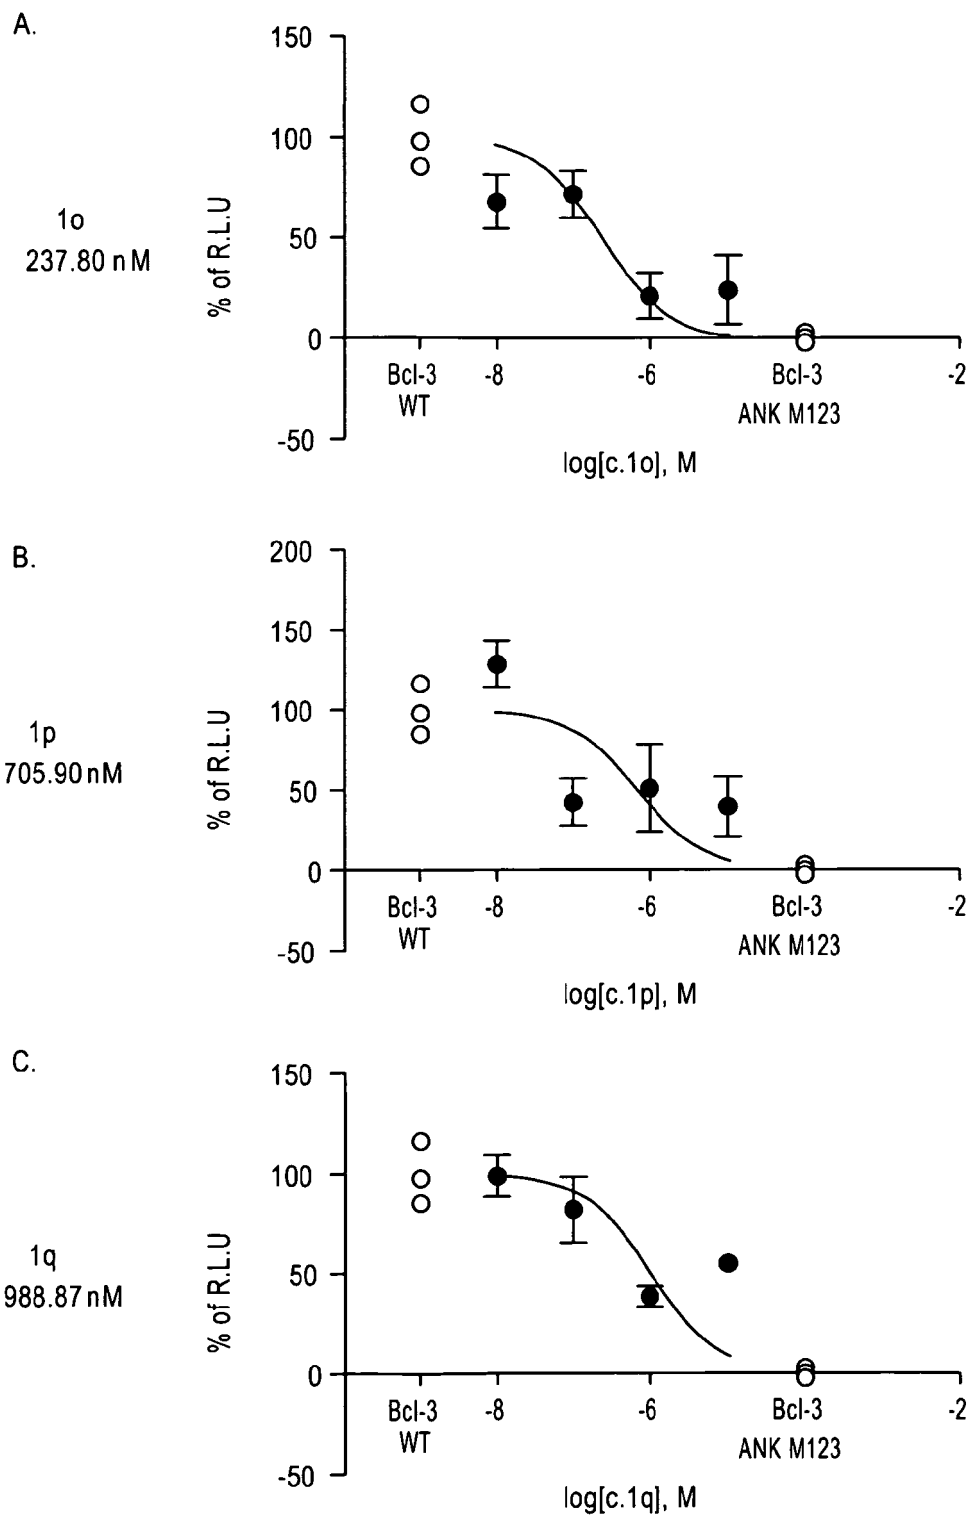 A.
150
100
50
0
-50
% of R.L.U
1o
237.80 nM
Bcl-3
WT
-8
-6
Bcl-3
ANK M123
-2
log[c.1o], M
B.
200
150
100
50
0
-50
% of R.L.U
1p
705.90 nM
Bcl-3
WT
-8
-6
Bcl-3
ANK M123
-2
log[c.1p], M
C.
150
100
50
0
-50
% of R.L.U
1q
988.87 nM
Bcl-3
WT
-8
-6
Bcl-3
ANK M123
-2
log[c.1q], M